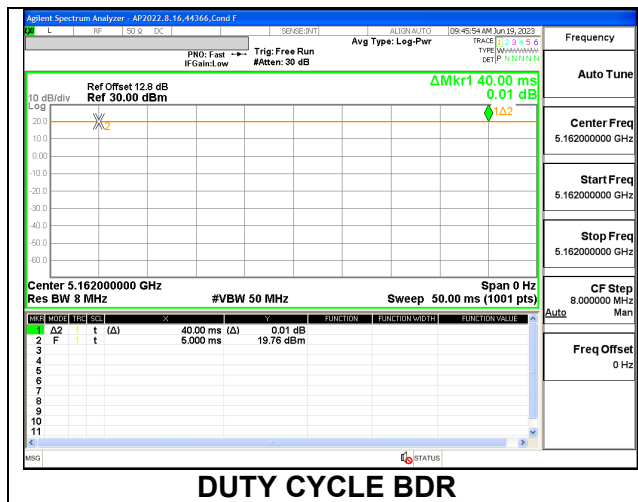 Agilent Spectrum Analyzer - AP2022.8.16,44366,Cond F
L RF 50 Ω DC SENSE:INT ALIGN AUTO 09:45:54 AM Jun 19, 2023
Avg Type: Log-Pwr TRACE 1 2 3 4 5 6
TYPE WWWWWW
PNO: Fast Trig: Free Run DET P N N N N N
IFGain:Low #Atten: 30 dB
Frequency
Auto Tune
Center Freq
5.162000000 GHz
Start Freq
5.162000000 GHz
Stop Freq
5.162000000 GHz
CF Step
8.000000 MHz
Auto Man
Freq Offset
0 Hz
ΔMkr1 40.00 ms
0.01 dB
Ref Offset 12.8 dB
10 dB/div Ref 30.00 dBm
Log
20.0
10.0
0.00
-10.0
-20.0
-30.0
-40.0
-50.0
-60.0
2
1Δ2
Center 5.162000000 GHz Span 0 Hz
Res BW 8 MHz #VBW 50 MHz Sweep 50.00 ms (1001 pts)
MKR MODE TRC SCL X Y FUNCTION FUNCTION WIDTH FUNCTION VALUE
1 Δ2 1 t (Δ) 40.00 ms (Δ) 0.01 dB
2 F 1 t 5.000 ms 19.76 dBm
3
4
5
6
7
8
9
10
11
MSG STATUS
DUTY CYCLE BDR